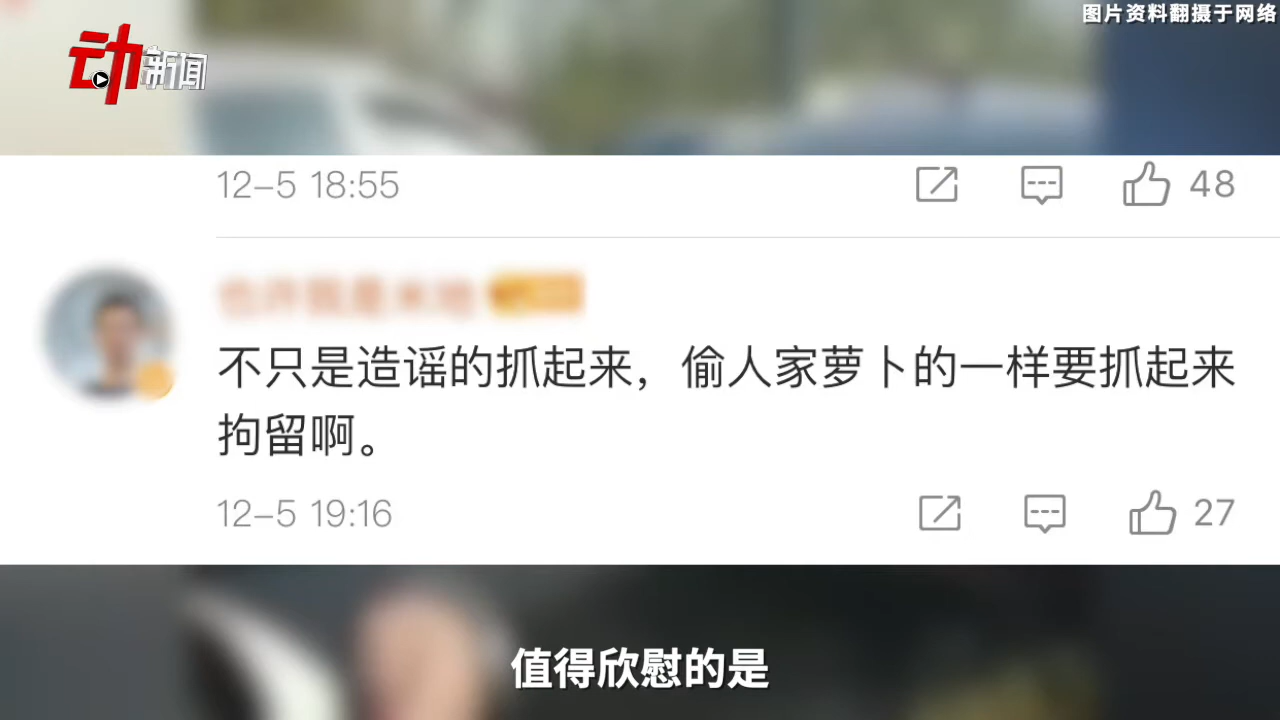 图片资料翻摄于网络
动新闻
12-5 18:55
48
不只是造谣的抓起来，偷人家萝卜的一样要抓起来
拘留啊。
12-5 19:16
27
值得欣慰的是